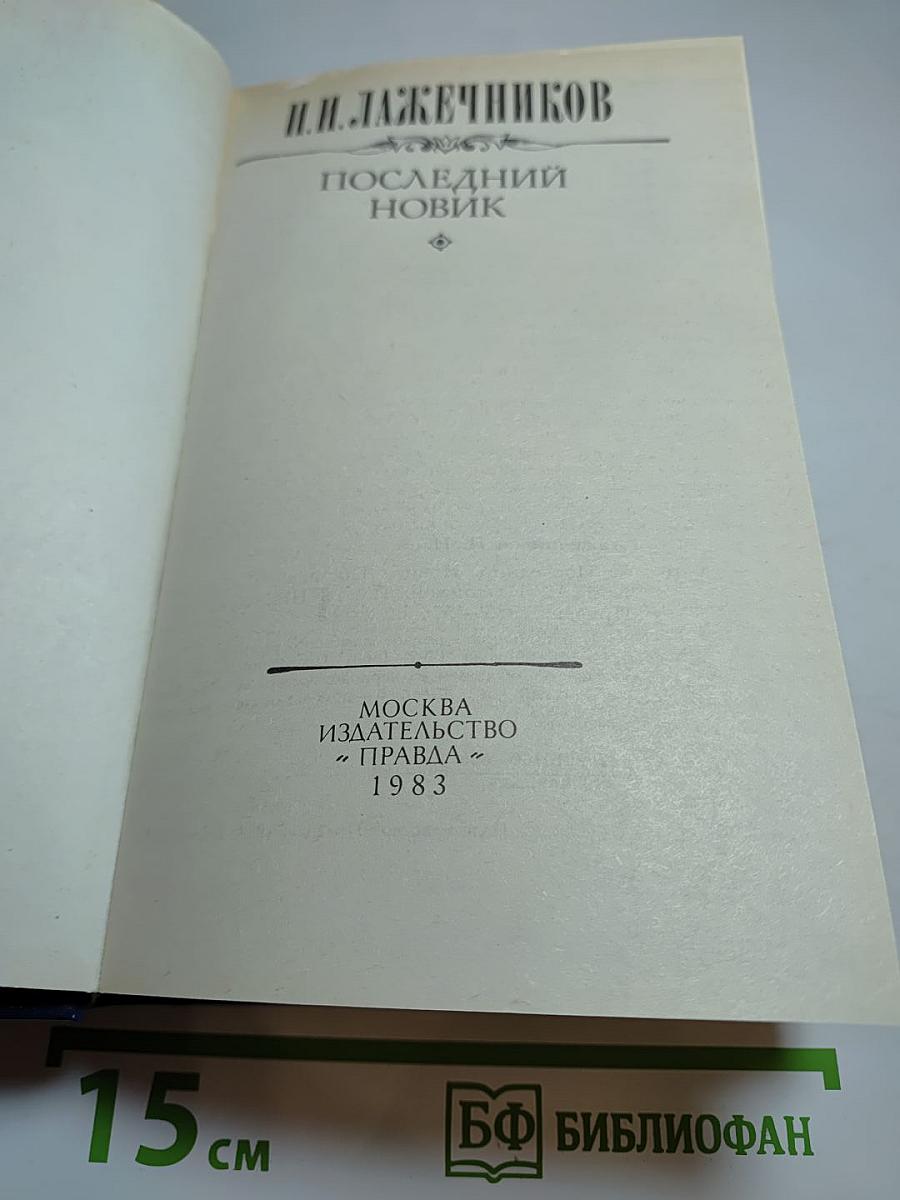 И. И. ЛАЖЕЧНИКОВ
ПОСЛЕДНИЙ
НОВИК
МОСКВА
ИЗДАТЕЛЬСТВО
„ ПРАВДА “
1983
15 см
БФ БИБЛИОФАН